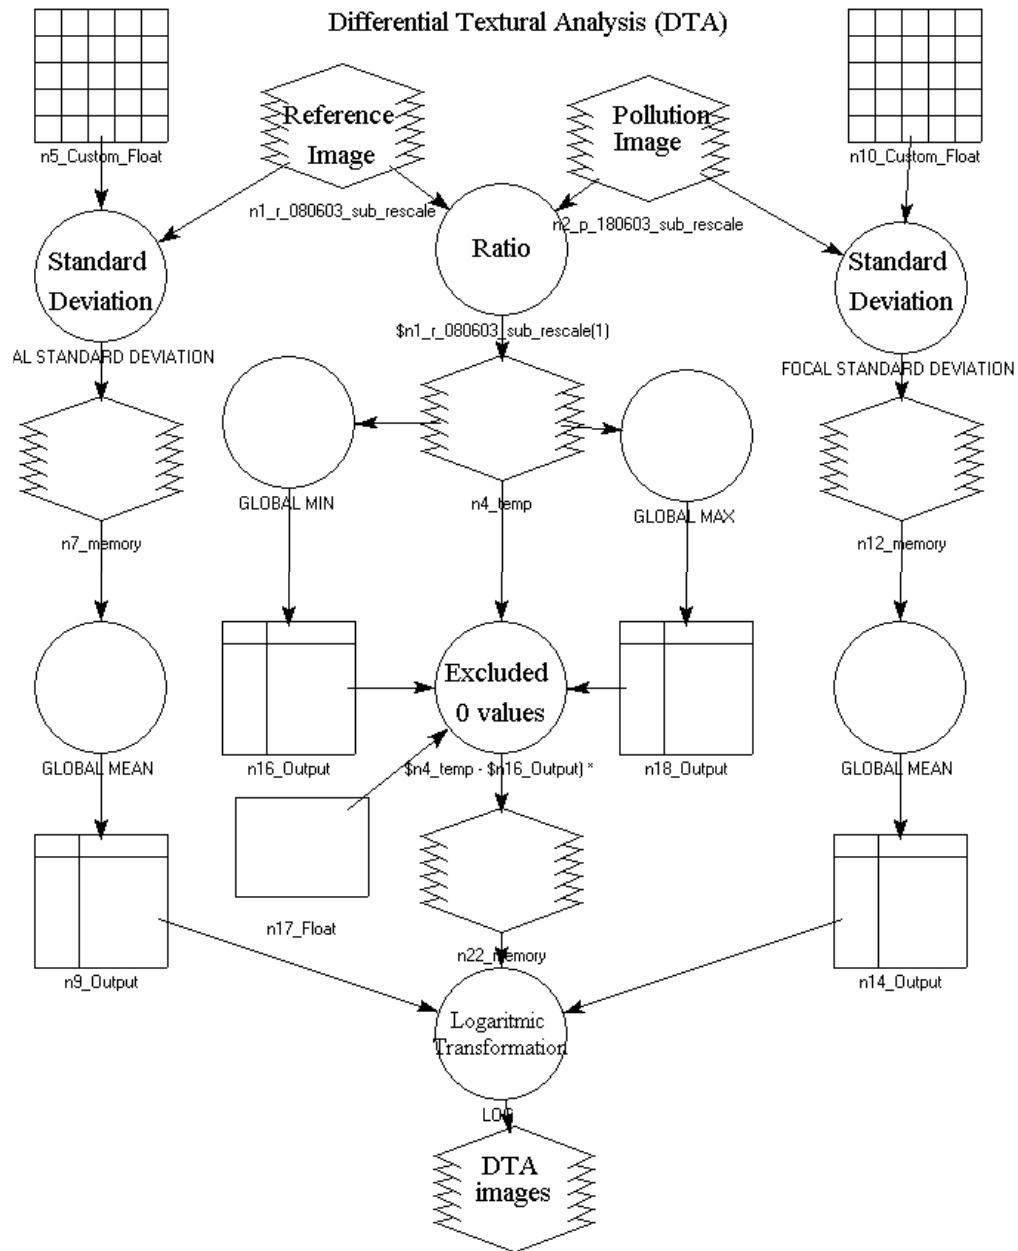 Differential Textural Analysis (DTA)
Reference
Image
Pollution
Image
n5_Custom_Float
n10_Custom_Float
n1_r_080603_sub_rescale
n2_p_180603_sub_rescale
Standard
Deviation
Ratio
Standard
Deviation
$n1_r_080603_sub_rescale(1)
AL STANDARD DEVIATION
FOCAL STANDARD DEVIATION
GLOBAL MIN
n4_temp
GLOBAL MAX
n7_memory
n12_memory
Excluded
0 values
GLOBAL MEAN
n16_Output
$n4_temp - $n16_Output) *
n18_Output
GLOBAL MEAN
n17_Float
n22_memory
n9_Output
n14_Output
Logaritmic
Transformation
LOG
DTA
images